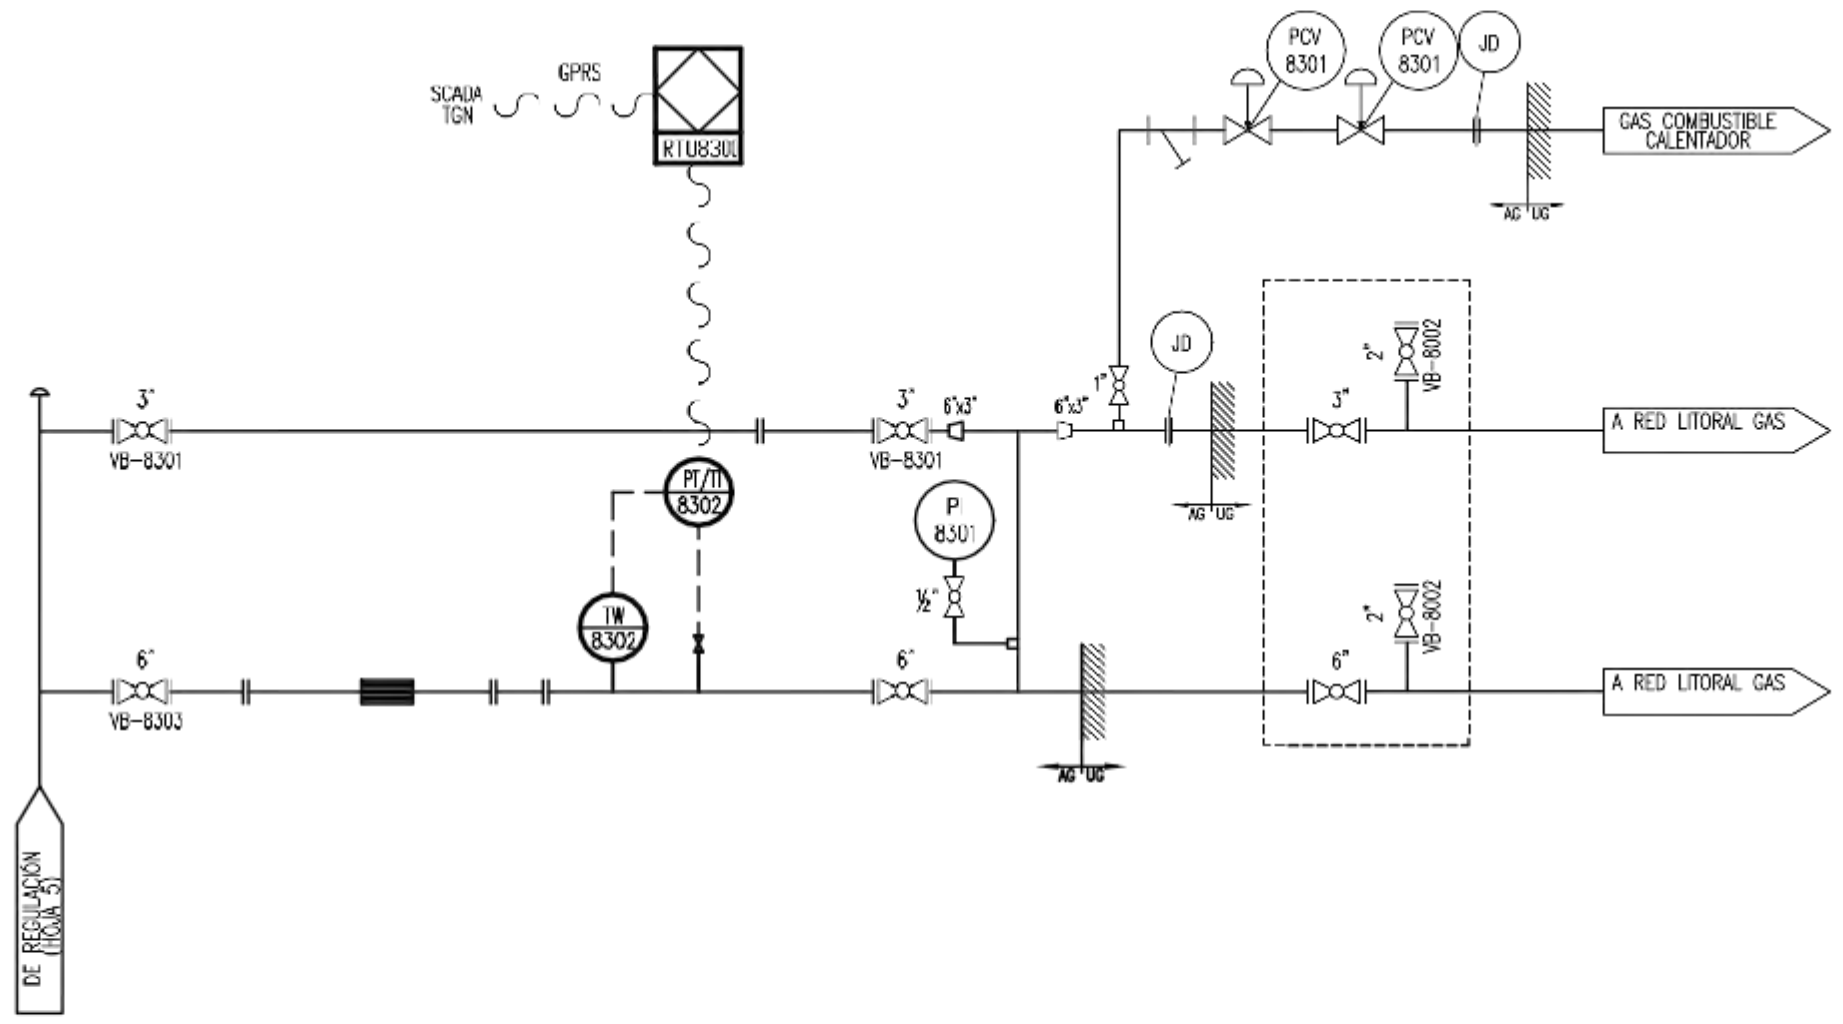 PCV
8301
PCV
8301
JD
GPRS
SCADA
TGN
GAS COMBUSTIBLE
CALENTADOR
RTU8300
AG UG
JD
2"
VB-8002
1"
3"
3"
6"x3"
6"x3"
3"
A RED LITORAL GAS
VB-8301
VB-8301
PT/TI
8302
AG UG
PI
8301
½"
TW
8302
2"
VB-8002
6"
6"
6"
A RED LITORAL GAS
VB-8303
AG UG
DE REGULACIÓN
(HOJA 5)